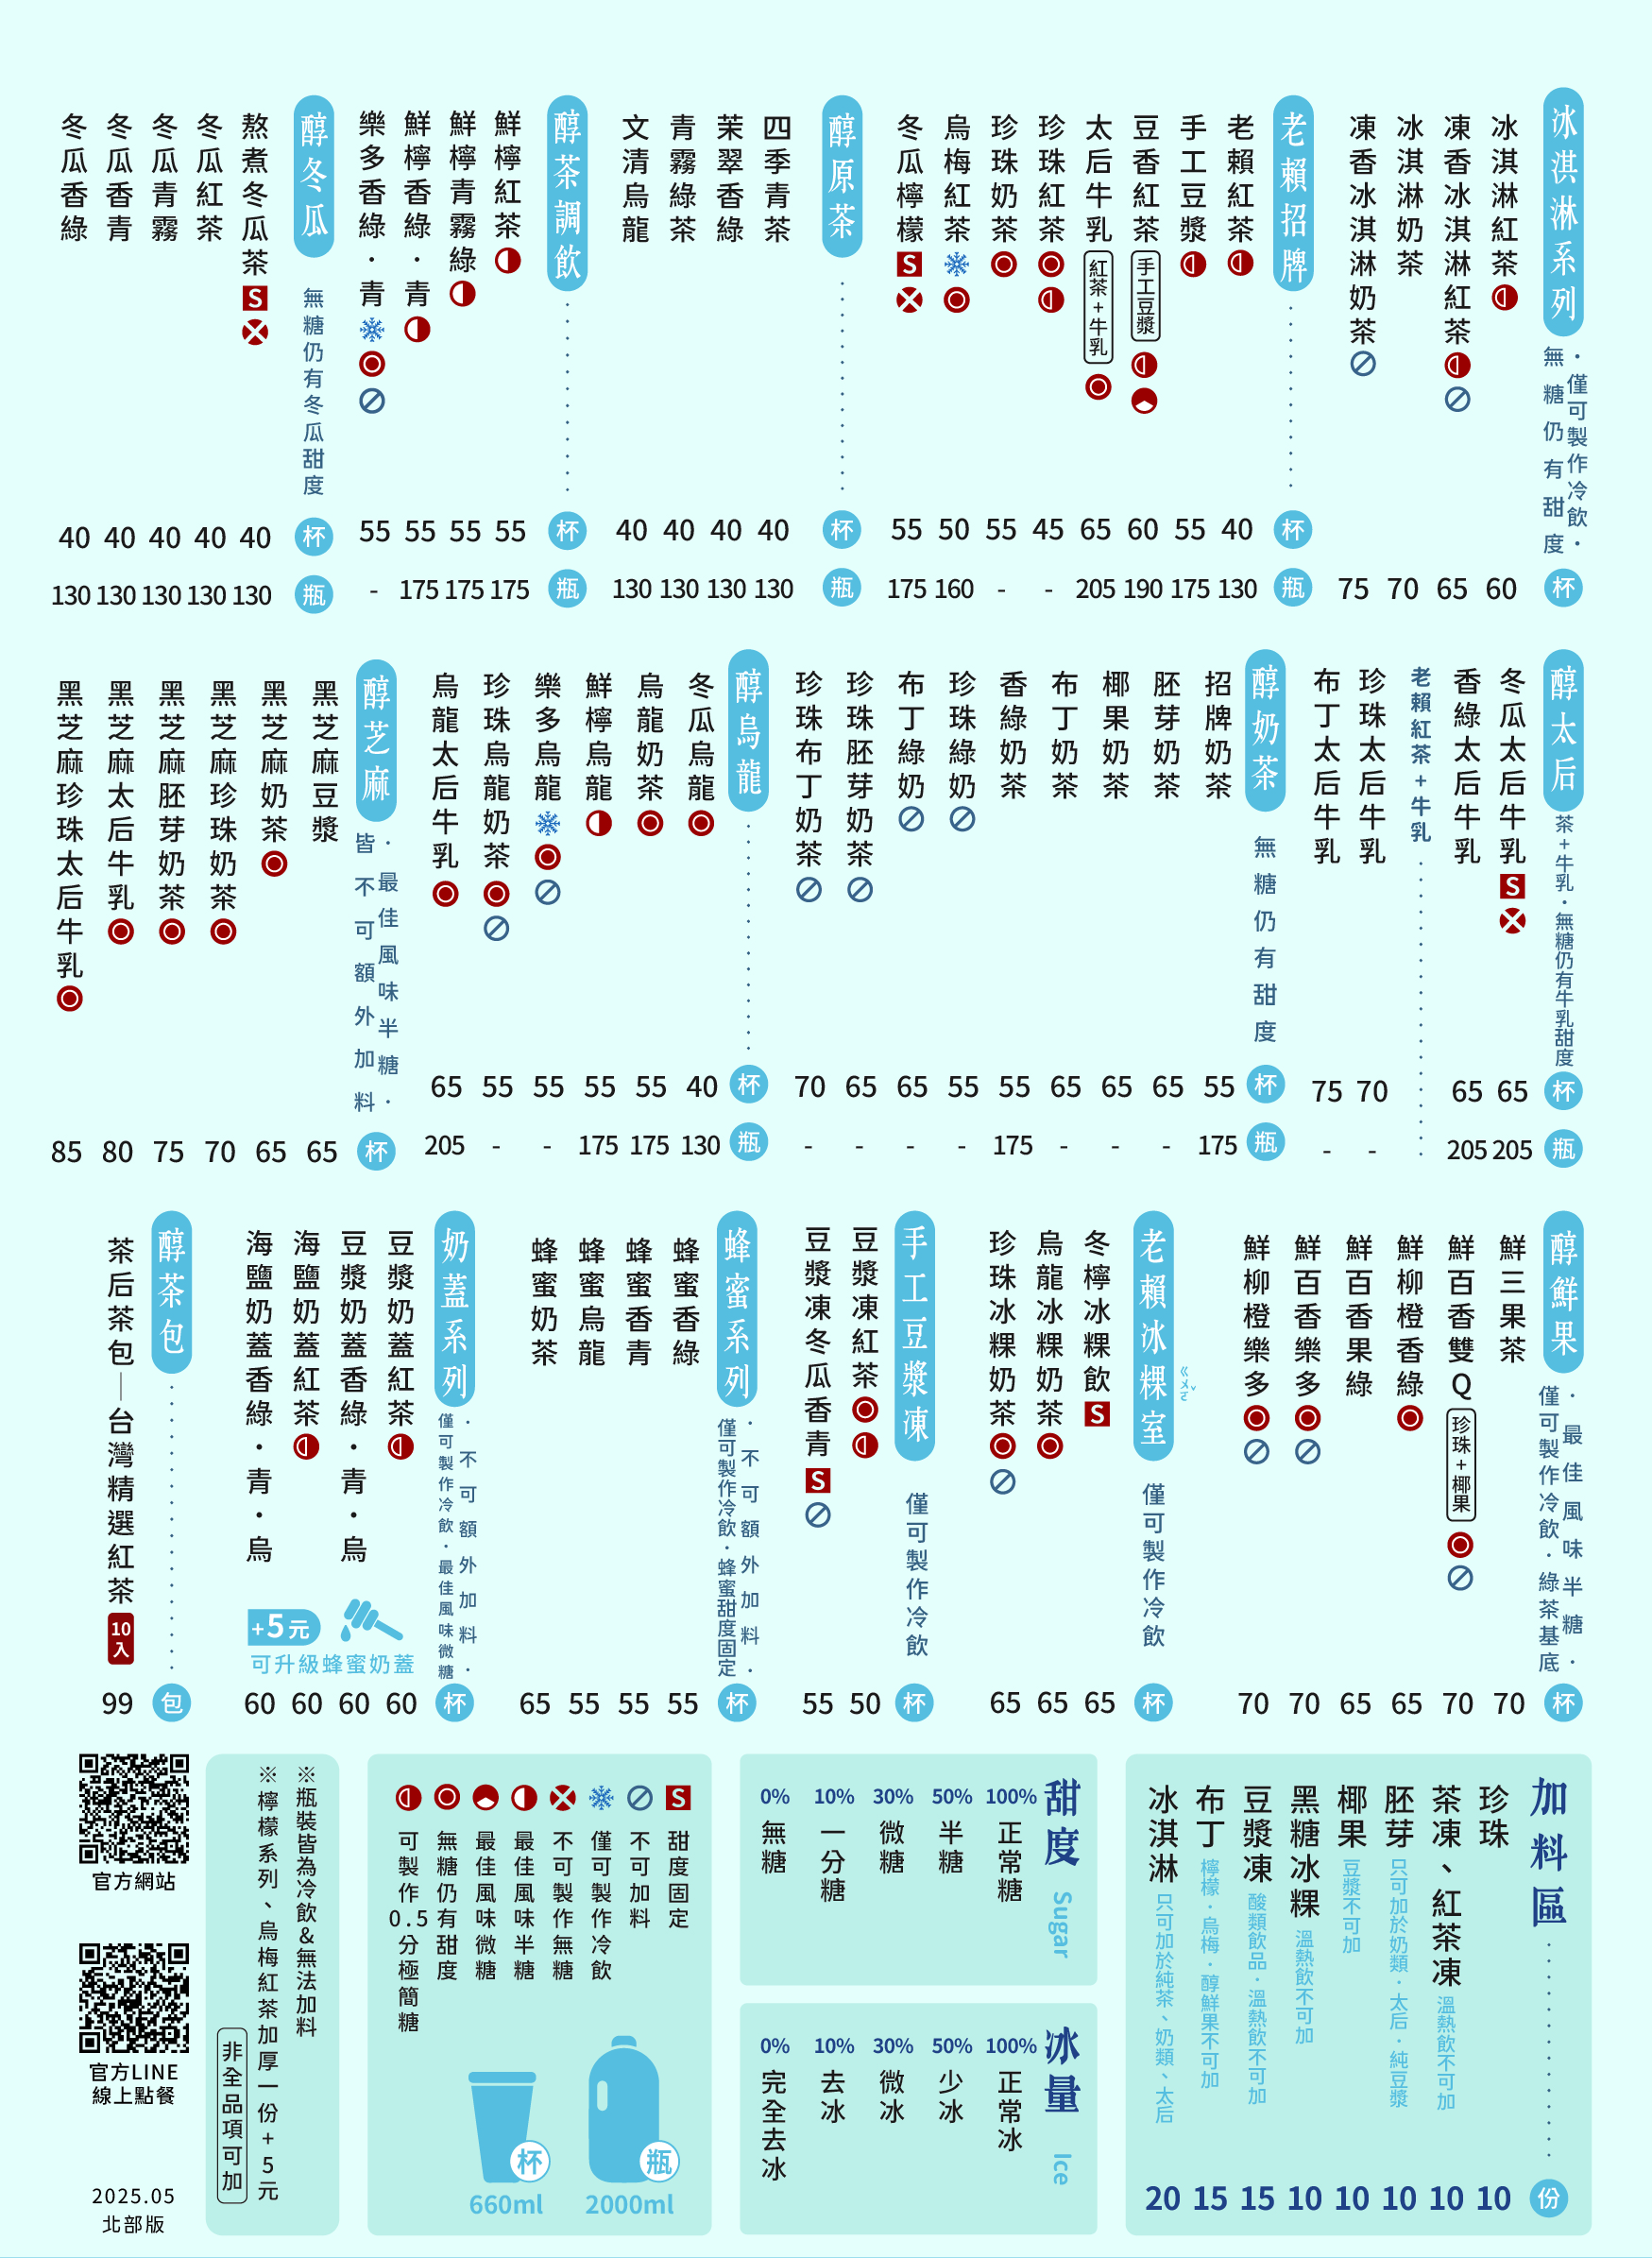 冰淇淋系列
・僅可製作冷飲・
無糖仍有甜度
杯
冰淇淋紅茶 60
凍香冰淇淋紅茶 65
冰淇淋奶茶 70
凍香冰淇淋奶茶 75
老賴招牌
杯 瓶
老賴紅茶 40 130
手工豆漿 55 175
豆香紅茶 手工豆漿 60 190
太后牛乳 紅茶+牛乳 65 205
珍珠紅茶 45 -
珍珠奶茶 55 -
烏梅紅茶 50 160
冬瓜檸檬 S 55 175
醇原茶
杯 瓶
四季青茶 40 130
茉翠香綠 40 130
青霧綠茶 40 130
文清烏龍 40 130
醇茶調飲
杯 瓶
鮮檸紅茶 55 175
鮮檸青霧綠 55 175
鮮檸香綠・青 55 175
樂多香綠・青 55 -
醇冬瓜
無糖仍有冬瓜甜度
杯 瓶
熬煮冬瓜茶 S 40 130
冬瓜紅茶 40 130
冬瓜青霧 40 130
冬瓜香青 40 130
冬瓜香綠 40 130
醇太后
茶+牛乳・無糖仍有牛乳甜度
杯 瓶
冬瓜太后牛乳 S 65 205
香綠太后牛乳 65 205
老賴紅茶+牛乳
珍珠太后牛乳 70 -
布丁太后牛乳 75 -
醇奶茶
無糖仍有甜度
杯 瓶
招牌奶茶 55 175
胚芽奶茶 65 -
椰果奶茶 65 -
布丁奶茶 65 -
香綠奶茶 55 175
珍珠綠奶 55 -
布丁綠奶 65 -
珍珠胚芽奶茶 65 -
珍珠布丁奶茶 70 -
醇烏龍
杯 瓶
冬瓜烏龍 40 130
烏龍奶茶 55 175
鮮檸烏龍 55 175
樂多烏龍 55 -
珍珠烏龍奶茶 55 -
烏龍太后牛乳 65 205
醇芝麻
・最佳風味半糖・
皆不可額外加料
杯
黑芝麻豆漿 65
黑芝麻奶茶 65
黑芝麻珍珠奶茶 70
黑芝麻胚芽奶茶 75
黑芝麻太后牛乳 80
黑芝麻珍珠太后牛乳 85
醇鮮果
・最佳風味半糖・
僅可製作冷飲・綠茶基底
杯
鮮三果茶 70
鮮百香雙Q 珍珠+椰果 70
鮮柳橙香綠 65
鮮百香果綠 65
鮮百香樂多 70
鮮柳橙樂多 70
老賴冰粿室
ㄍㄨㄛˇ
僅可製作冷飲
杯
冬檸冰粿飲 S 65
烏龍冰粿奶茶 65
珍珠冰粿奶茶 65
手工豆漿凍
僅可製作冷飲
杯
豆漿凍紅茶 50
豆漿凍冬瓜香青 S 55
蜂蜜系列
・不可額外加料・
僅可製作冷飲・蜂蜜甜度固定
杯
蜂蜜香綠 55
蜂蜜香青 55
蜂蜜烏龍 55
蜂蜜奶茶 65
奶蓋系列
・不可額外加料・
僅可製作冷飲・最佳風味微糖
杯
豆漿奶蓋紅茶 60
豆漿奶蓋香綠・青・烏 60
海鹽奶蓋紅茶 60
海鹽奶蓋香綠・青・烏 60
+5元
可升級蜂蜜奶蓋
醇茶包
包
茶后茶包—台灣精選紅茶 10入 99
加料區
份
珍珠 10
茶凍、紅茶凍 溫熱飲不可加 10
胚芽 只可加於奶類・太后・純豆漿 10
椰果 豆漿不可加 10
黑糖冰粿 溫熱飲不可加 10
豆漿凍 酸類飲品・溫熱飲不可加 15
布丁 檸檬・烏梅・醇鮮果不可加 15
冰淇淋 只可加於純茶、奶類、太后 20
甜度 Sugar
100% 正常糖
50% 半糖
30% 微糖
10% 一分糖
0% 無糖
冰量 Ice
100% 正常冰
50% 少冰
30% 微冰
10% 去冰
0% 完全去冰
S 甜度固定
不可加料
僅可製作冷飲
不可製作無糖
最佳風味半糖
最佳風味微糖
無糖仍有甜度
可製作0.5分極簡糖
杯 660ml
瓶 2000ml
※瓶裝皆為冷飲&無法加料
※檸檬系列、烏梅紅茶加厚一份+5元
非全品項可加
官方網站
官方LINE
線上點餐
2025.05
北部版